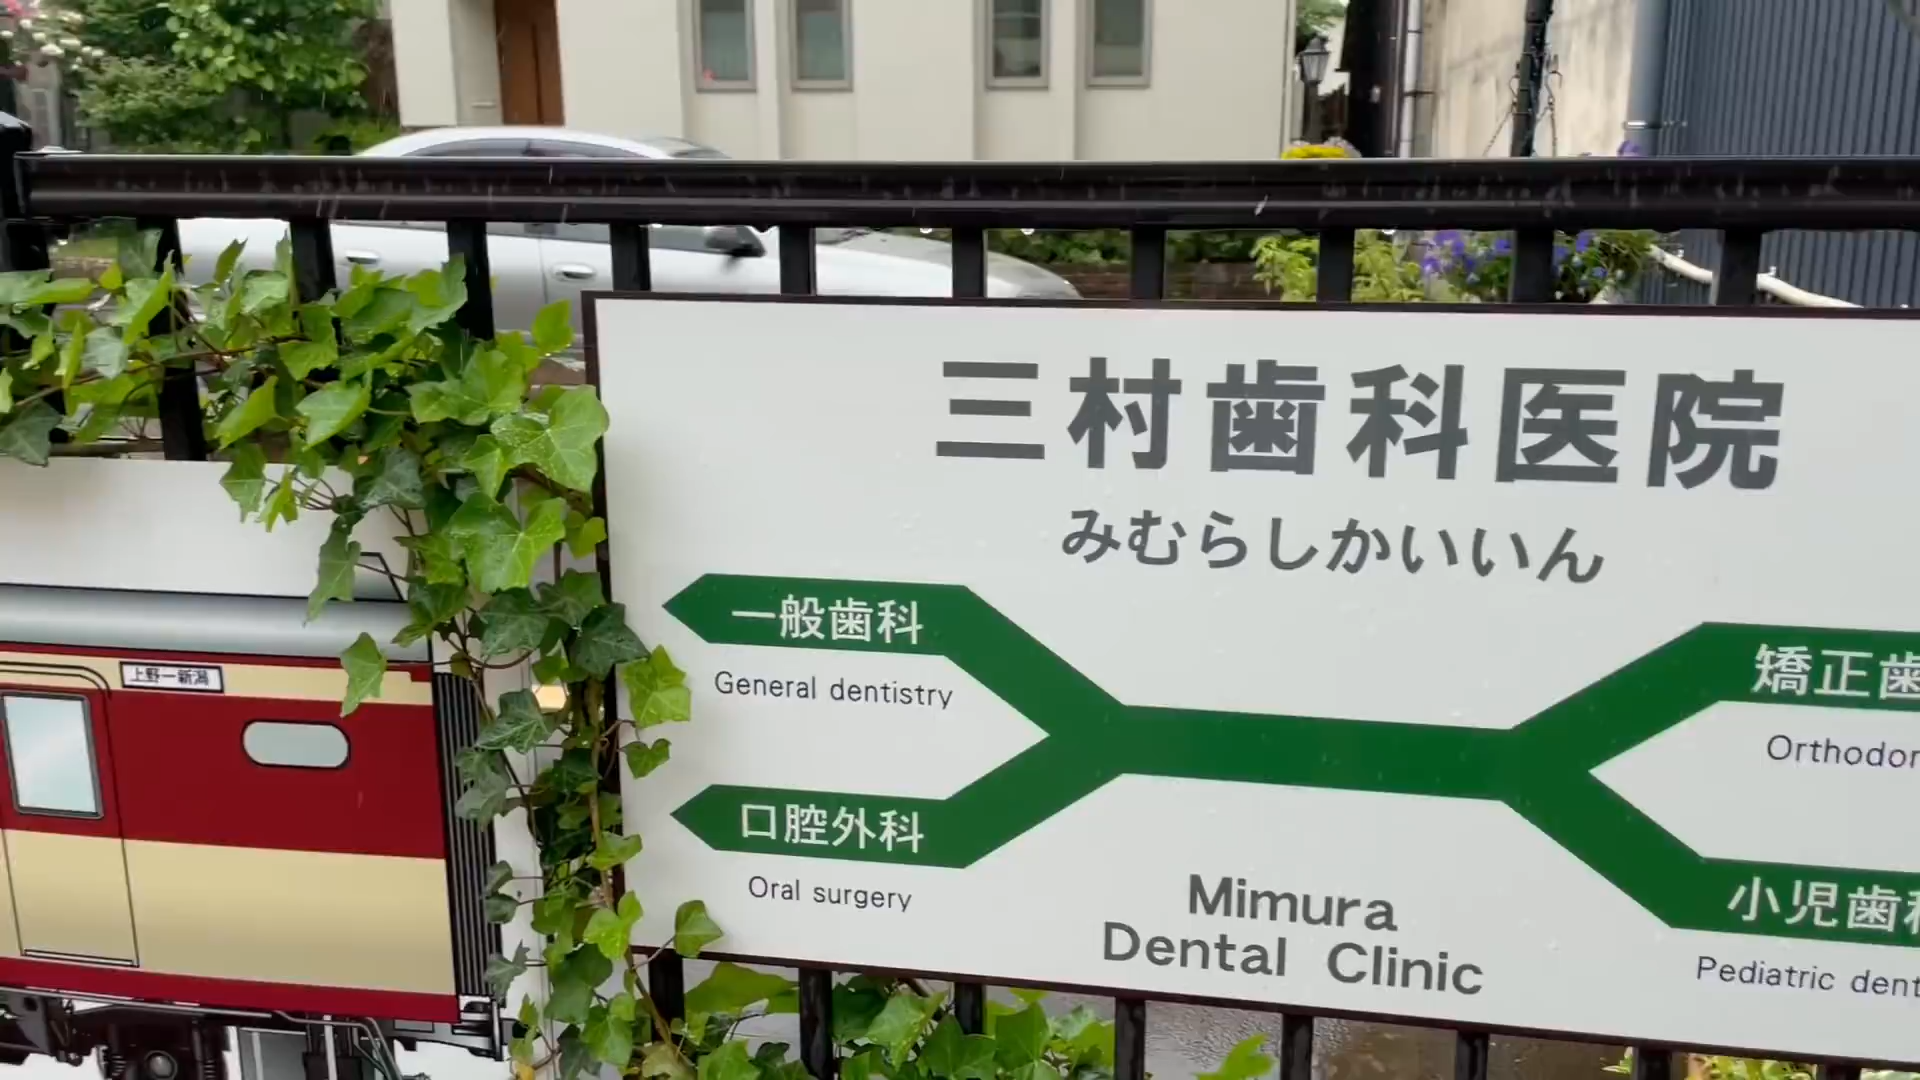 三村歯科医院
みむらしかいいん
一般歯科
General dentistry
口腔外科
Oral surgery
矯正歯
Orthodon
小児歯科
Pediatric dent
Mimura
Dental Clinic
上野ー新潟